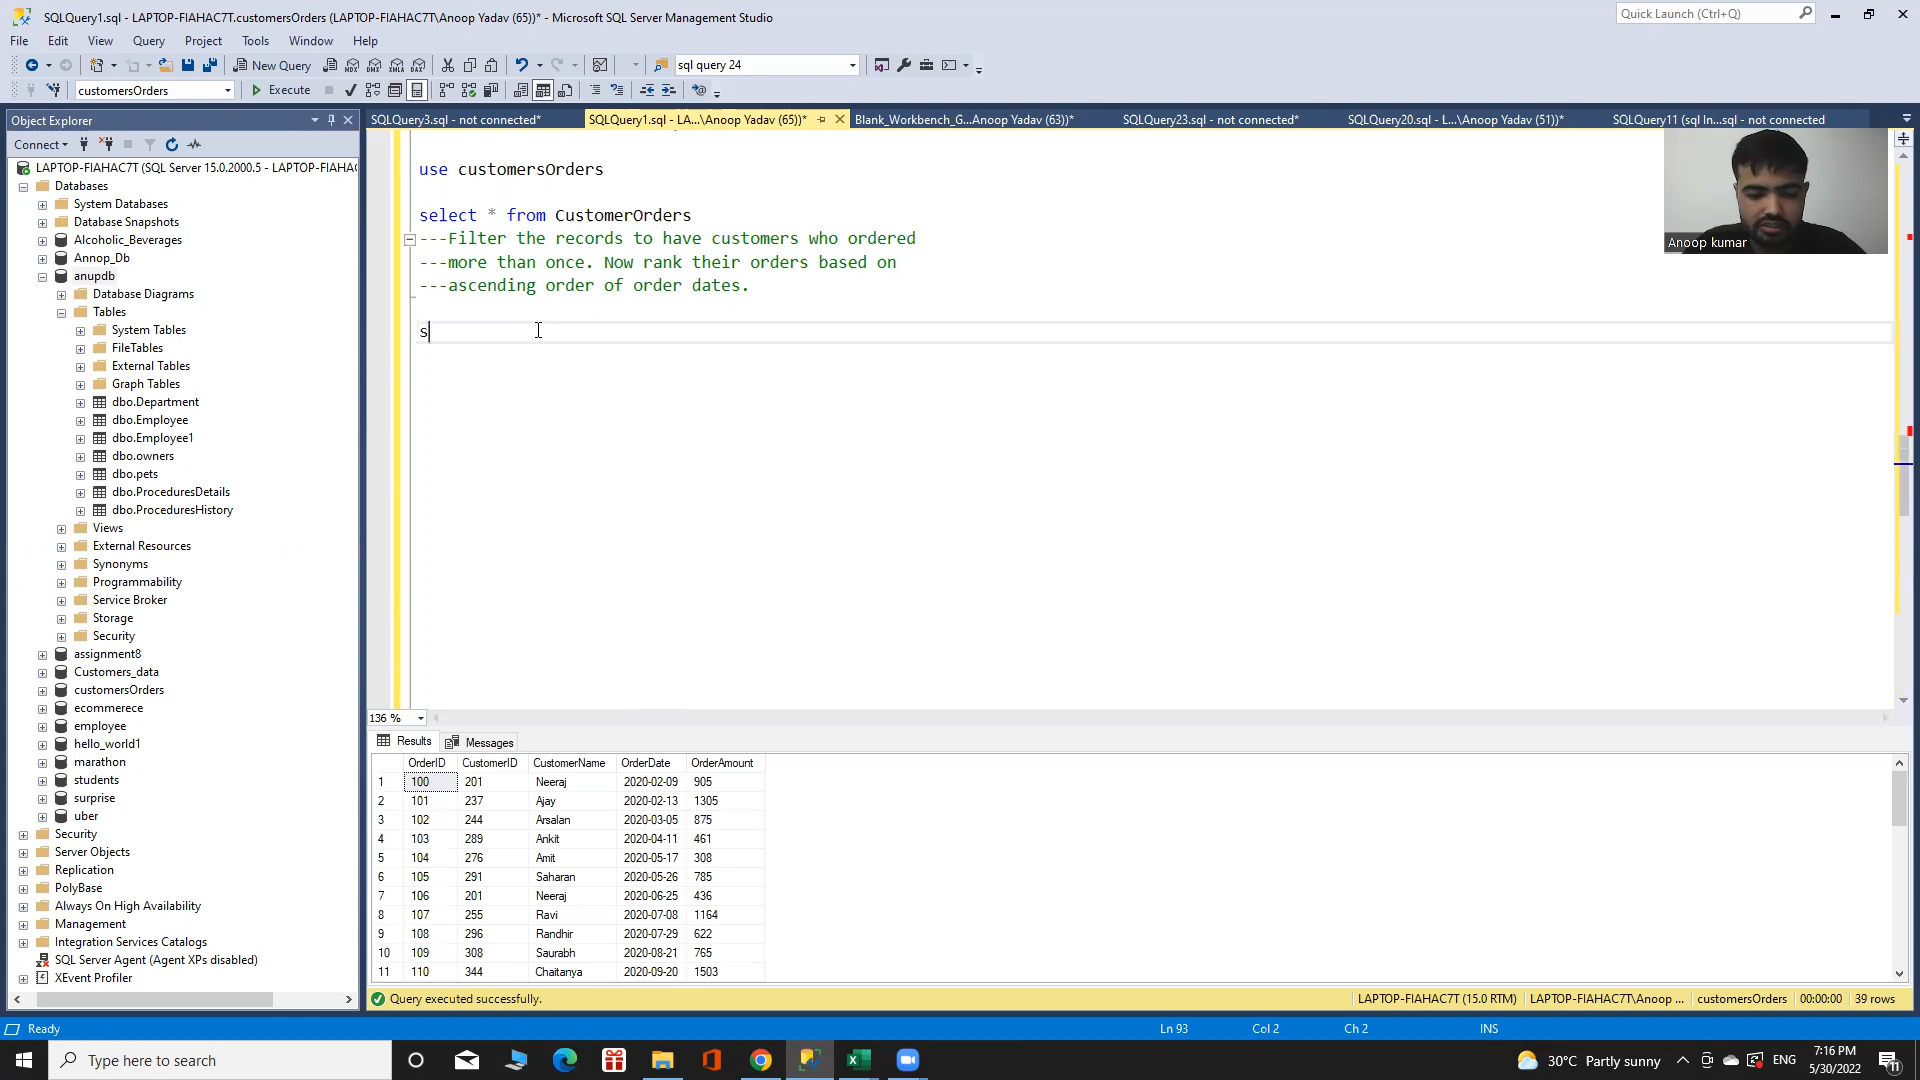 SQLQuery1.sql - LAPTOP-FIAHAC7T.customersOrders (LAPTOP-FIAHAC7T\Anoop Yadav (65))* - Microsoft SQL Server Management Studio
Quick Launch (Ctrl+Q)
File Edit View Query Project Tools Window Help
New Query
MDX DMX XMLA DAX
sql query 24
customersOrders
Execute
Object Explorer
SQLQuery3.sql - not connected*
SQLQuery1.sql - LA...\Anoop Yadav (65))*
Blank_Workbench_G...Anoop Yadav (63))*
SQLQuery23.sql - not connected*
SQLQuery20.sql - L...\Anoop Yadav (51))*
SQLQuery11 (sql In...sql - not connected
Connect
LAPTOP-FIAHAC7T (SQL Server 15.0.2000.5 - LAPTOP-FIAHA
Databases
System Databases
Database Snapshots
Alcoholic_Beverages
Annop_Db
anupdb
Database Diagrams
Tables
System Tables
FileTables
External Tables
Graph Tables
dbo.Department
dbo.Employee
dbo.Employee1
dbo.owners
dbo.pets
dbo.ProceduresDetails
dbo.ProceduresHistory
Views
External Resources
Synonyms
Programmability
Service Broker
Storage
Security
assignment8
Customers_data
customersOrders
ecommerece
employee
hello_world1
marathon
students
surprise
uber
Security
Server Objects
Replication
PolyBase
Always On High Availability
Management
Integration Services Catalogs
SQL Server Agent (Agent XPs disabled)
XEvent Profiler
use customersOrders
select * from CustomerOrders
---Filter the records to have customers who ordered
---more than once. Now rank their orders based on
---ascending order of order dates.
s
Anoop kumar
136 %
Results Messages
OrderID CustomerID CustomerName OrderDate OrderAmount
1 100 201 Neeraj 2020-02-09 905
2 101 237 Ajay 2020-02-13 1305
3 102 244 Arsalan 2020-03-05 875
4 103 289 Ankit 2020-04-11 461
5 104 276 Amit 2020-05-17 308
6 105 291 Saharan 2020-05-26 785
7 106 201 Neeraj 2020-06-25 436
8 107 255 Ravi 2020-07-08 1164
9 108 296 Randhir 2020-07-29 622
10 109 308 Saurabh 2020-08-21 765
11 110 344 Chaitanya 2020-09-20 1503
Query executed successfully.
LAPTOP-FIAHAC7T (15.0 RTM) LAPTOP-FIAHAC7T\Anoop ... customersOrders 00:00:00 39 rows
Ready
Ln 93 Col 2 Ch 2 INS
Type here to search
30°C Partly sunny
ENG
7:16 PM
5/30/2022
11